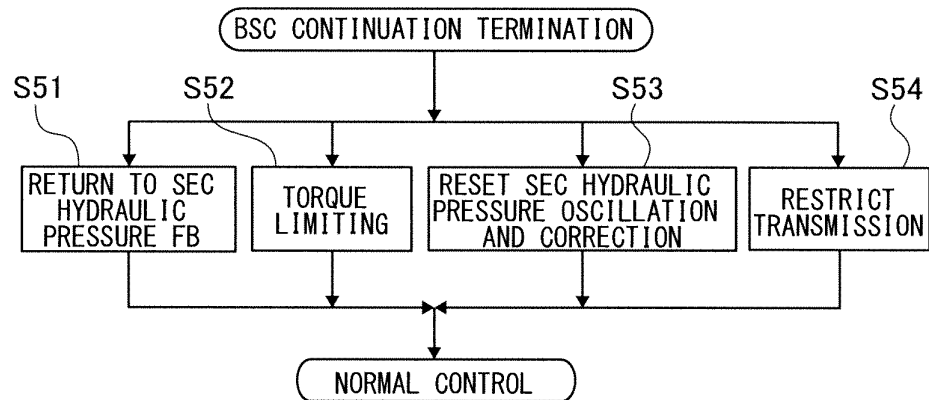 BSC CONTINUATION TERMINATION
S51
S52
S53
S54
RETURN TO SEC
HYDRAULIC
PRESSURE FB
TORQUE
LIMITING
RESET SEC HYDRAULIC
PRESSURE OSCILLATION
AND CORRECTION
RESTRICT
TRANSMISSION
NORMAL CONTROL